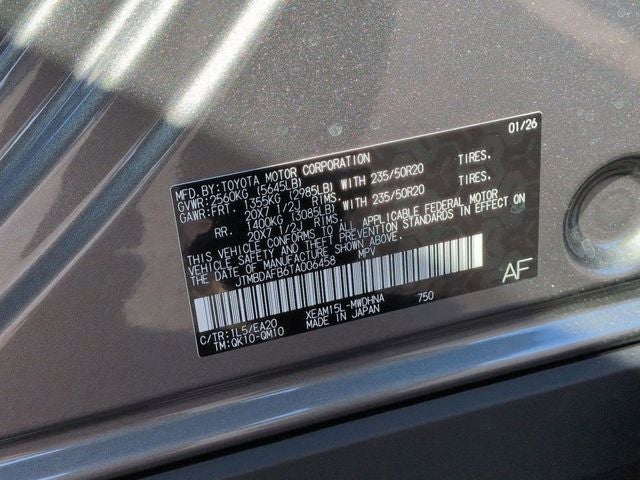 01/26
MFD.BY:TOYOTA MOTOR CORPORATION
GVWR:2560KG (5645LB)
GAWR:FRT 1355KG (2985LB) WITH 235/50R20 TIRES,
20X7 1/2J RIMS,
RR. 1400KG (3085LB) WITH 235/50R20 TIRES,
20X7 1/2J RIMS,
THIS VEHICLE CONFORMS TO ALL APPLICABLE FEDERAL MOTOR
VEHICLE SAFETY AND THEFT PREVENTION STANDARDS IN EFFECT ON
THE DATE OF MANUFACTURE SHOWN ABOVE.
JTMBDAFB6TA006458 MPV
C/TR:1L5/EA20 XEAM15L-MWDHNA 750
TM:QK10-QM10 MADE IN JAPAN
AF